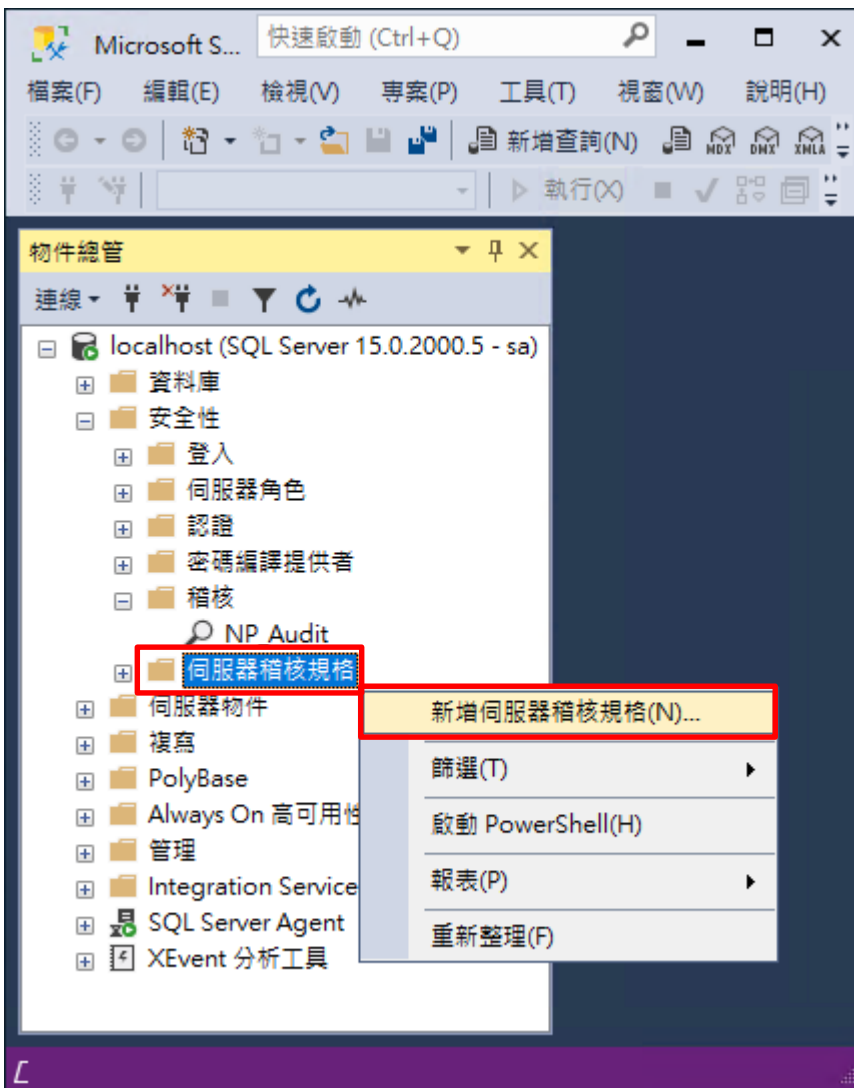 Microsoft S... 快速啟動 (Ctrl+Q)
檔案(F) 編輯(E) 檢視(V) 專案(P) 工具(T) 視窗(W) 說明(H)
新增查詢(N) MDX DMX XMLA
執行(X)
物件總管
連線
localhost (SQL Server 15.0.2000.5 - sa)
資料庫
安全性
登入
伺服器角色
認證
密碼編譯提供者
稽核
NP_Audit
伺服器稽核規格
伺服器物件
複寫
PolyBase
Always On 高可用性
管理
Integration Service
SQL Server Agent
XEvent 分析工具
新增伺服器稽核規格(N)...
篩選(T)
啟動 PowerShell(H)
報表(P)
重新整理(F)